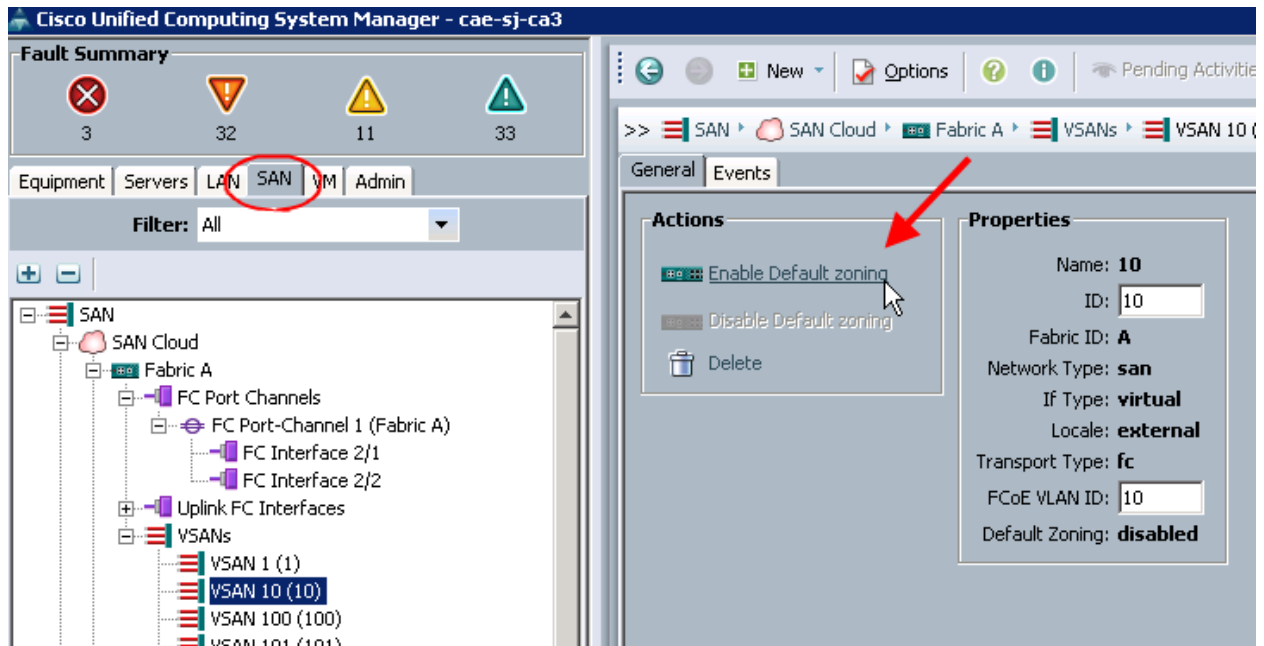 Cisco Unified Computing System Manager - cae-sj-ca3
Fault Summary
3 32 11 33
Equipment Servers LAN SAN VM Admin
Filter: All
SAN
SAN Cloud
Fabric A
FC Port Channels
FC Port-Channel 1 (Fabric A)
FC Interface 2/1
FC Interface 2/2
Uplink FC Interfaces
VSANs
VSAN 1 (1)
VSAN 10 (10)
VSAN 100 (100)
VSAN 101 (101)
New Options Pending Activitie
>> SAN SAN Cloud Fabric A VSANs VSAN 10 (
General Events
Actions
Enable Default zoning
Disable Default zoning
Delete
Properties
Name: 10
ID: 10
Fabric ID: A
Network Type: san
If Type: virtual
Locale: external
Transport Type: fc
FCoE VLAN ID: 10
Default Zoning: disabled